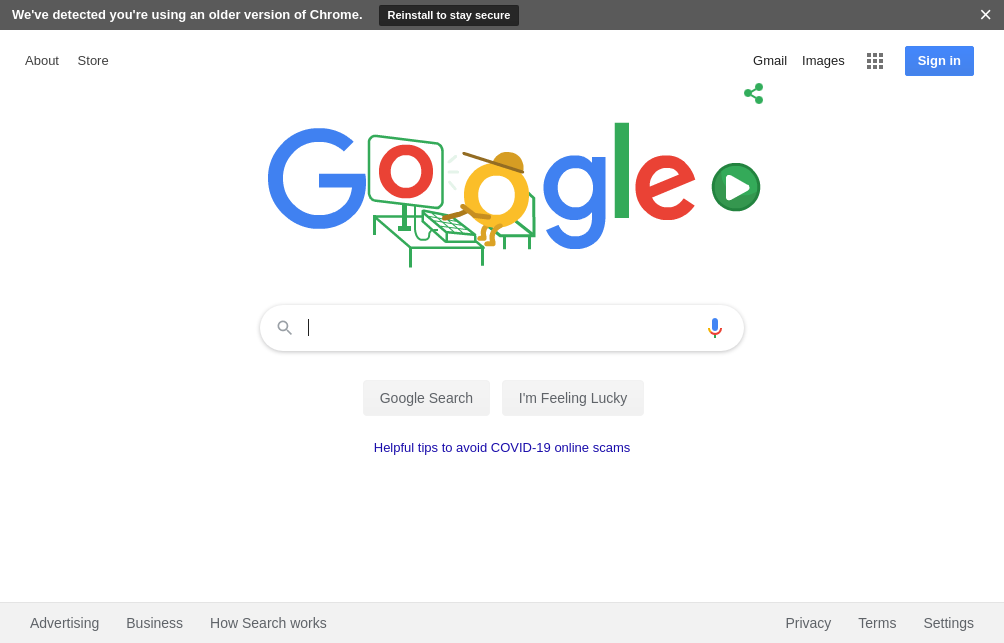 We've detected you're using an older version of Chrome. Reinstall to stay secure
About Store Gmail Images Sign in
Google
Google Search I'm Feeling Lucky
Helpful tips to avoid COVID-19 online scams
Advertising Business How Search works Privacy Terms Settings